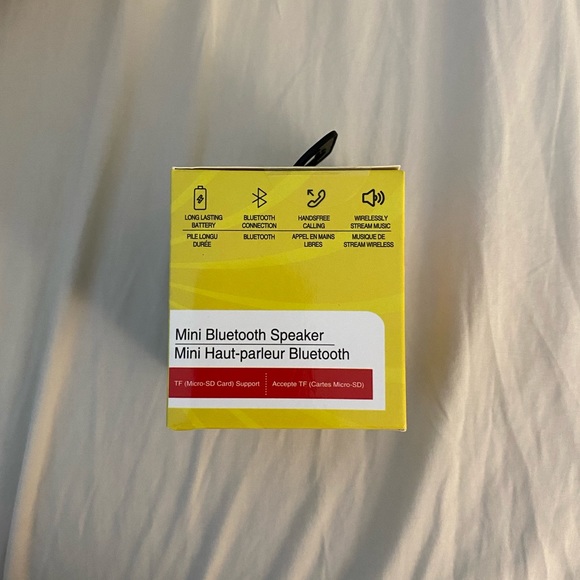 LONG LASTING BATTERY
PILE LONGU DURÉE
BLUETOOTH CONNECTION
BLUETOOTH
HANDSFREE CALLING
APPEL EN MAINS LIBRES
WIRELESSLY STREAM MUSIC
MUSIQUE DE STREAM WIRELESS
Mini Bluetooth Speaker
Mini Haut-parleur Bluetooth
TF (Micro-SD Card) Support
Accepte TF (Cartes Micro-SD)